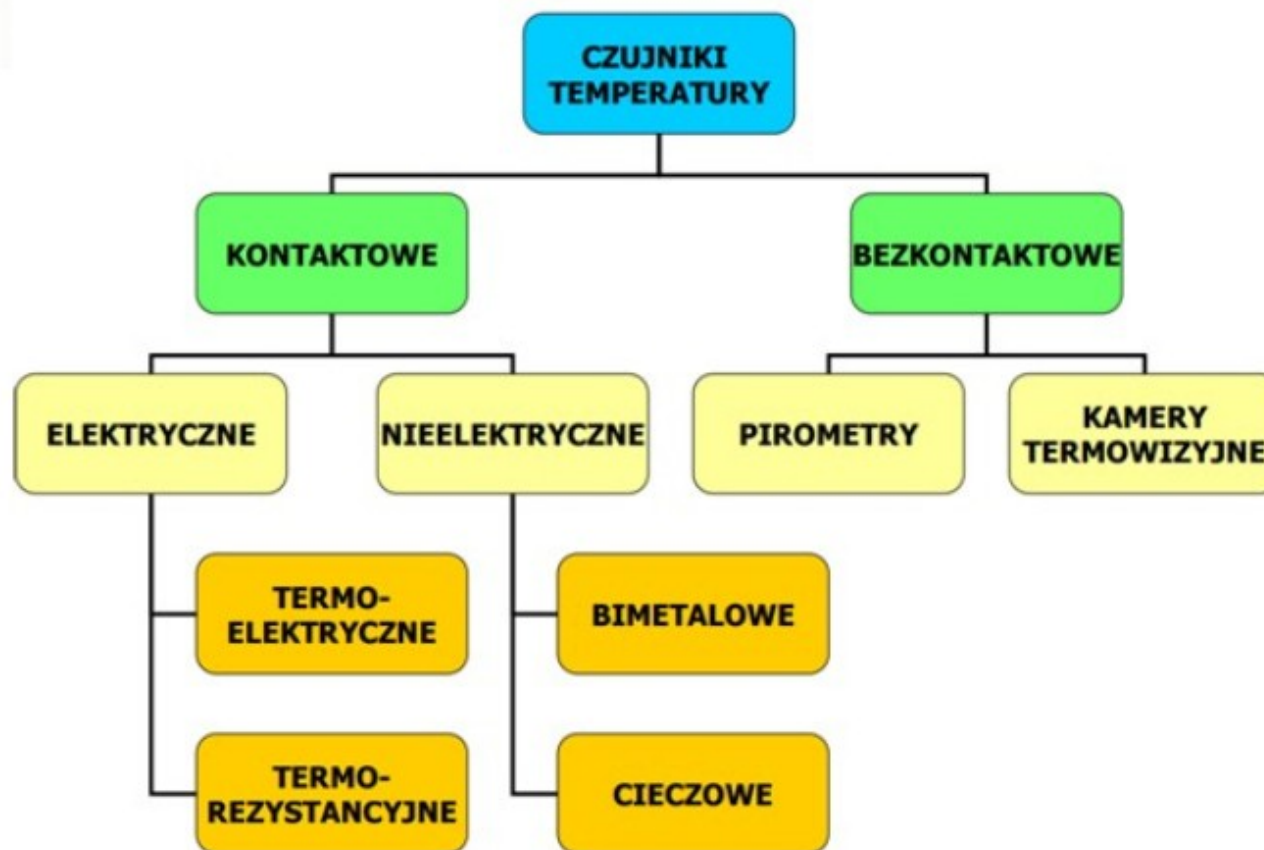 CZUJNIKI
TEMPERATURY
KONTAKTOWE
BEZKONTAKTOWE
ELEKTRYCZNE
NIEELEKTRYCZNE
PIROMETRY
KAMERY
TERMOWIZYJNE
TERMO-
ELEKTRYCZNE
BIMETALOWE
TERMO-
REZYSTANCYJNE
CIECZOWE